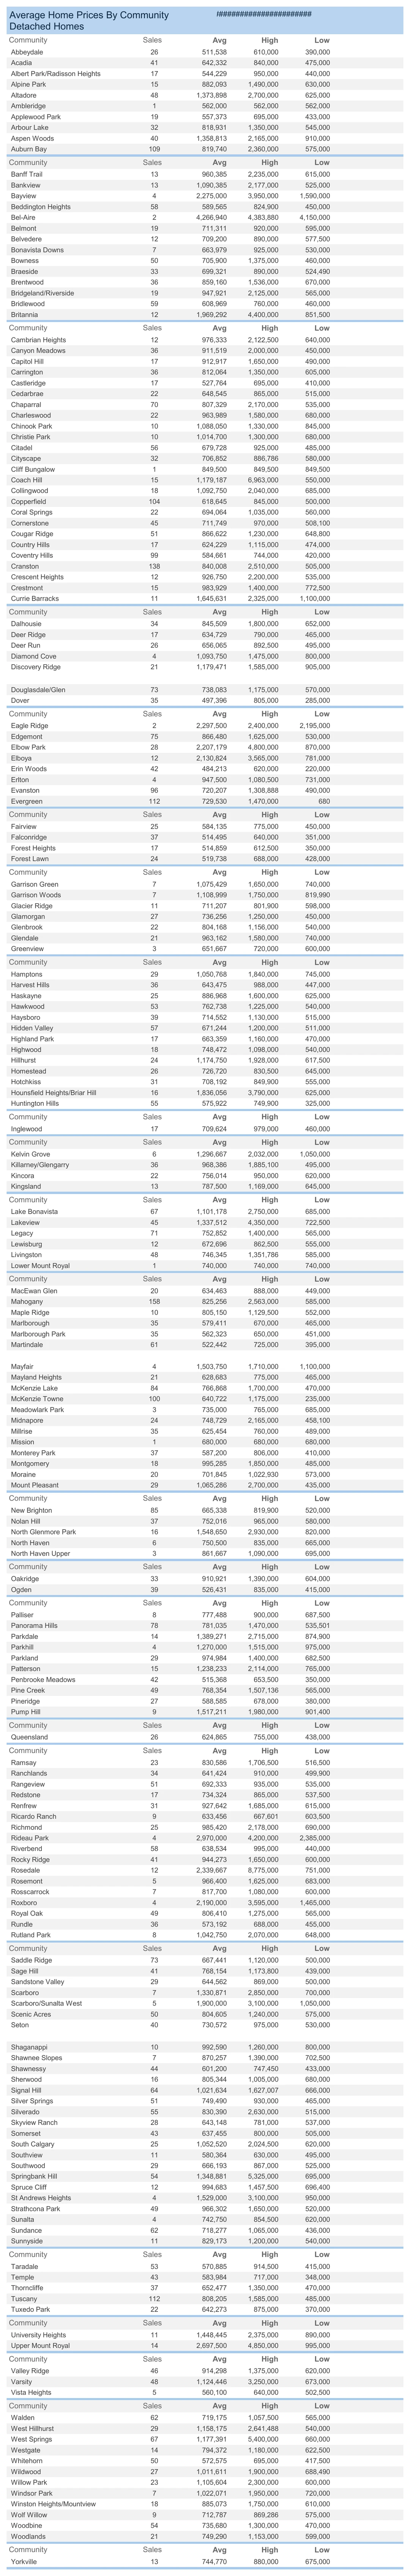 Average Home Prices By Community
Detached Homes
########################
Community Sales Avg High Low
Abbeydale 26 511,538 610,000 390,000
Acadia 41 642,332 840,000 475,000
Albert Park/Radisson Heights 17 544,229 950,000 440,000
Alpine Park 15 882,093 1,490,000 630,000
Altadore 48 1,373,898 2,700,000 625,000
Ambleridge 1 562,000 562,000 562,000
Applewood Park 19 557,373 695,000 433,000
Arbour Lake 32 818,931 1,350,000 545,000
Aspen Woods 40 1,358,813 2,165,000 910,000
Auburn Bay 109 819,740 2,360,000 575,000
Community Sales Avg High Low
Banff Trail 13 960,385 2,235,000 615,000
Bankview 13 1,090,385 2,177,000 525,000
Bayview 4 2,275,000 3,950,000 1,590,000
Beddington Heights 58 589,565 824,900 450,000
Bel-Aire 2 4,266,940 4,383,880 4,150,000
Belmont 19 711,311 920,000 595,000
Belvedere 12 709,200 890,000 577,500
Bonavista Downs 7 663,979 925,000 530,000
Bowness 50 705,900 1,375,000 460,000
Braeside 33 699,321 890,000 524,490
Brentwood 36 859,160 1,536,000 670,000
Bridgeland/Riverside 19 947,921 2,125,000 565,000
Bridlewood 59 608,969 760,000 460,000
Britannia 12 1,969,292 4,400,000 851,500
Community Sales Avg High Low
Cambrian Heights 12 976,333 2,122,500 640,000
Canyon Meadows 36 911,519 2,000,000 450,000
Capitol Hill 17 912,917 1,650,000 490,000
Carrington 36 812,064 1,350,000 605,000
Castleridge 17 527,764 695,000 410,000
Cedarbrae 22 648,545 865,000 515,000
Chaparral 70 807,329 2,170,000 535,000
Charleswood 22 963,989 1,580,000 680,000
Chinook Park 10 1,088,050 1,330,000 845,000
Christie Park 10 1,014,700 1,300,000 680,000
Citadel 56 679,728 925,000 485,000
Cityscape 32 706,852 886,786 580,000
Cliff Bungalow 1 849,500 849,500 849,500
Coach Hill 15 1,179,187 6,963,000 550,000
Collingwood 18 1,092,750 2,040,000 685,000
Copperfield 104 618,645 845,000 500,000
Coral Springs 22 694,064 1,035,000 560,000
Cornerstone 45 711,749 970,000 508,100
Cougar Ridge 51 866,622 1,230,000 648,800
Country Hills 17 624,229 1,115,000 474,000
Coventry Hills 99 584,661 744,000 420,000
Cranston 138 840,008 2,510,000 505,000
Crescent Heights 12 926,750 2,200,000 535,000
Crestmont 15 983,929 1,400,000 772,500
Currie Barracks 11 1,645,631 2,325,000 1,100,000
Community Sales Avg High Low
Dalhousie 34 845,509 1,800,000 652,000
Deer Ridge 17 634,729 790,000 465,000
Deer Run 26 656,065 892,500 495,000
Diamond Cove 4 1,093,750 1,475,000 800,000
Discovery Ridge 21 1,179,471 1,585,000 905,000
Douglasdale/Glen 73 738,083 1,175,000 570,000
Dover 35 497,396 805,000 285,000
Community Sales Avg High Low
Eagle Ridge 2 2,297,500 2,400,000 2,195,000
Edgemont 75 866,480 1,625,000 530,000
Elbow Park 28 2,207,179 4,800,000 870,000
Elboya 12 2,130,824 3,565,000 781,000
Erin Woods 42 484,213 620,000 220,000
Erlton 4 947,500 1,080,500 731,000
Evanston 96 720,207 1,308,888 490,000
Evergreen 112 729,530 1,470,000 680
Community Sales Avg High Low
Fairview 25 584,135 775,000 450,000
Falconridge 37 514,495 640,000 351,000
Forest Heights 17 514,859 612,500 350,000
Forest Lawn 24 519,738 688,000 428,000
Community Sales Avg High Low
Garrison Green 7 1,075,429 1,650,000 740,000
Garrison Woods 7 1,108,999 1,750,000 819,990
Glacier Ridge 11 711,207 801,900 598,000
Glamorgan 27 736,256 1,250,000 450,000
Glenbrook 22 804,168 1,156,000 540,000
Glendale 21 963,162 1,580,000 740,000
Greenview 3 651,667 720,000 600,000
Community Sales Avg High Low
Hamptons 29 1,050,768 1,840,000 745,000
Harvest Hills 36 643,475 988,000 447,000
Haskayne 25 886,968 1,600,000 625,000
Hawkwood 53 762,738 1,225,000 540,000
Haysboro 39 714,552 1,130,000 515,000
Hidden Valley 57 671,244 1,200,000 511,000
Highland Park 17 663,359 1,160,000 470,000
Highwood 18 748,472 1,098,000 540,000
Hillhurst 24 1,174,750 1,928,000 617,500
Homestead 26 726,720 830,500 645,000
Hotchkiss 31 708,192 849,900 555,000
Hounsfield Heights/Briar Hill 16 1,836,056 3,790,000 625,000
Huntington Hills 55 575,922 749,900 325,000
Community Sales Avg High Low
Inglewood 17 709,624 979,000 460,000
Community Sales Avg High Low
Kelvin Grove 6 1,296,667 2,032,000 1,050,000
Killarney/Glengarry 36 968,386 1,885,100 495,000
Kincora 22 756,014 950,000 620,000
Kingsland 13 787,500 1,169,000 645,000
Community Sales Avg High Low
Lake Bonavista 67 1,101,178 2,750,000 685,000
Lakeview 45 1,337,512 4,350,000 722,500
Legacy 71 752,852 1,400,000 565,000
Lewisburg 12 672,696 862,500 555,000
Livingston 48 746,345 1,351,786 585,000
Lower Mount Royal 1 740,000 740,000 740,000
Community Sales Avg High Low
MacEwan Glen 20 634,463 888,000 449,000
Mahogany 158 825,256 2,563,000 585,000
Maple Ridge 10 805,150 1,129,500 552,000
Marlborough 35 579,411 670,000 465,000
Marlborough Park 35 562,323 650,000 451,000
Martindale 61 522,442 725,000 395,000
Mayfair 4 1,503,750 1,710,000 1,100,000
Mayland Heights 21 628,683 775,000 465,000
McKenzie Lake 84 766,868 1,700,000 470,000
McKenzie Towne 100 640,722 1,175,000 235,000
Meadowlark Park 3 735,000 765,000 685,000
Midnapore 24 748,729 2,165,000 458,100
Millrise 35 625,454 760,000 489,000
Mission 1 680,000 680,000 680,000
Monterey Park 37 587,200 806,000 410,000
Montgomery 18 995,285 1,850,000 485,000
Moraine 20 701,845 1,022,930 573,000
Mount Pleasant 29 1,065,286 2,700,000 435,000
Community Sales Avg High Low
New Brighton 85 665,338 819,900 520,000
Nolan Hill 37 752,016 965,000 580,000
North Glenmore Park 16 1,548,650 2,930,000 820,000
North Haven 6 750,500 835,000 665,000
North Haven Upper 3 861,667 1,090,000 695,000
Community Sales Avg High Low
Oakridge 33 910,921 1,390,000 604,000
Ogden 39 526,431 835,000 415,000
Community Sales Avg High Low
Palliser 8 777,488 900,000 687,500
Panorama Hills 78 781,035 1,470,000 535,501
Parkdale 14 1,389,271 2,715,000 874,900
Parkhill 4 1,270,000 1,515,000 975,000
Parkland 29 974,984 1,400,000 682,500
Patterson 15 1,238,233 2,114,000 765,000
Penbrooke Meadows 42 515,368 653,500 350,000
Pine Creek 49 768,354 1,507,136 565,000
Pineridge 27 588,585 678,000 380,000
Pump Hill 9 1,517,211 1,980,000 901,400
Community Sales Avg High Low
Queensland 26 624,865 755,000 438,000
Community Sales Avg High Low
Ramsay 23 830,586 1,706,500 516,500
Ranchlands 34 641,424 910,000 499,900
Rangeview 51 692,333 935,000 535,000
Redstone 17 734,324 865,000 537,500
Renfrew 31 927,642 1,685,000 615,000
Ricardo Ranch 9 633,456 667,601 603,500
Richmond 25 985,420 2,178,000 690,000
Rideau Park 4 2,970,000 4,200,000 2,385,000
Riverbend 58 638,534 995,000 440,000
Rocky Ridge 41 944,273 1,650,000 600,000
Rosedale 12 2,339,667 8,775,000 751,000
Rosemont 5 966,400 1,625,000 683,000
Rosscarrock 7 817,700 1,080,000 600,000
Roxboro 4 2,190,000 3,595,000 1,465,000
Royal Oak 49 806,410 1,275,000 565,000
Rundle 36 573,192 688,000 455,000
Rutland Park 8 1,042,750 2,070,000 648,000
Community Sales Avg High Low
Saddle Ridge 73 667,441 1,120,000 500,000
Sage Hill 41 768,154 1,173,800 439,000
Sandstone Valley 29 644,562 869,000 500,000
Scarboro 7 1,330,871 2,850,000 700,000
Scarboro/Sunalta West 5 1,900,000 3,100,000 1,050,000
Scenic Acres 50 804,605 1,240,000 575,000
Seton 40 730,572 975,000 530,000
Shaganappi 10 992,590 1,260,000 800,000
Shawnee Slopes 7 870,257 1,390,000 702,500
Shawnessy 44 601,200 747,450 433,000
Sherwood 16 805,344 1,005,000 680,000
Signal Hill 64 1,021,634 1,627,007 666,000
Silver Springs 51 749,490 930,000 465,000
Silverado 55 830,390 2,630,000 515,000
Skyview Ranch 28 643,148 781,000 537,000
Somerset 43 637,455 800,000 505,000
South Calgary 25 1,052,520 2,024,500 620,000
Southview 11 580,364 630,000 495,000
Southwood 29 666,193 867,000 525,000
Springbank Hill 54 1,348,881 5,325,000 695,000
Spruce Cliff 12 994,683 1,457,500 696,400
St Andrews Heights 4 1,529,000 3,100,000 950,000
Strathcona Park 49 966,302 1,650,000 520,000
Sunalta 4 742,750 854,500 620,000
Sundance 62 718,277 1,065,000 436,000
Sunnyside 11 829,173 1,200,000 540,000
Community Sales Avg High Low
Taradale 53 570,885 914,500 415,000
Temple 43 583,984 717,000 348,000
Thorncliffe 37 652,477 1,350,000 470,000
Tuscany 112 808,205 1,585,000 485,000
Tuxedo Park 22 642,273 875,000 370,000
Community Sales Avg High Low
University Heights 11 1,448,445 2,375,000 890,000
Upper Mount Royal 14 2,697,500 4,850,000 995,000
Community Sales Avg High Low
Valley Ridge 46 914,298 1,375,000 620,000
Varsity 48 1,124,446 3,250,000 673,000
Vista Heights 5 560,100 640,000 502,500
Community Sales Avg High Low
Walden 62 719,175 1,057,500 565,000
West Hillhurst 29 1,158,175 2,641,488 540,000
West Springs 67 1,177,391 5,400,000 660,000
Westgate 14 794,372 1,180,000 622,500
Whitehorn 50 572,575 695,000 417,500
Wildwood 27 1,011,611 1,900,000 688,490
Willow Park 23 1,105,604 2,300,000 600,000
Windsor Park 7 1,022,071 1,950,000 720,000
Winston Heights/Mountview 18 885,073 1,750,000 610,000
Wolf Willow 9 712,787 869,286 575,000
Woodbine 54 735,680 1,300,000 470,000
Woodlands 21 749,290 1,153,000 599,000
Community Sales Avg High Low
Yorkville 13 744,770 880,000 675,000